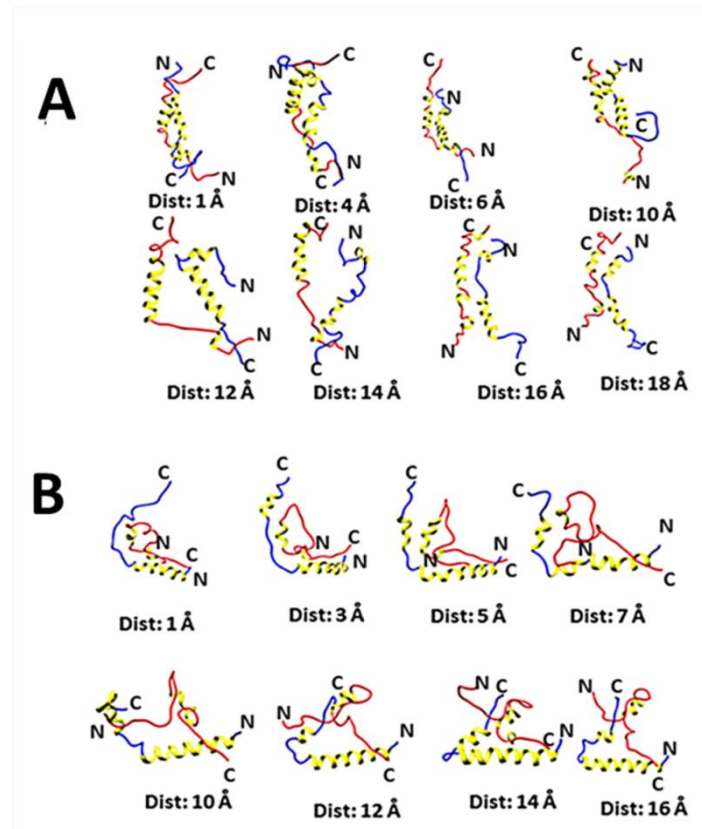 A
N C
C N
Dist: 1 Å
N C
C N
Dist: 4 Å
C
N
N
C
Dist: 6 Å
C N
C
N
Dist: 10 Å
C
N
N
C
Dist: 12 Å
C N
C N
Dist: 14 Å
C
N
N
C
Dist: 16 Å
C N
N
C
Dist: 18 Å
B
C
N C
N
Dist: 1 Å
C
N C
N
Dist: 3 Å
C
N N
C
Dist: 5 Å
C
N
N
C
Dist: 7 Å
C
N N
C
Dist: 10 Å
C
N N
C
Dist: 12 Å
N C
C N
Dist: 14 Å
N C
N
C
Dist: 16 Å